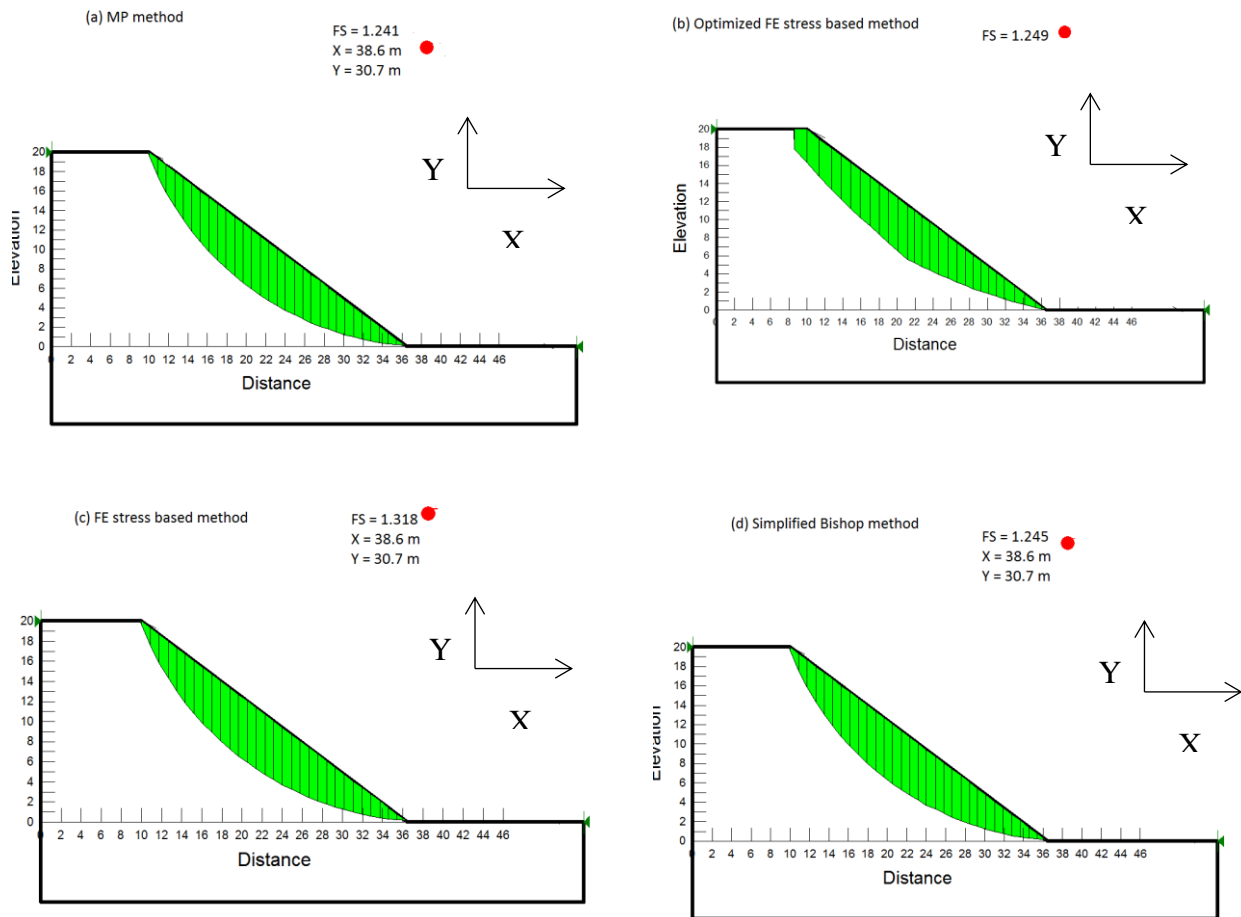 (a) MP method
FS = 1.241
X = 38.6 m
Y = 30.7 m
Y
X
Elevation
20
18
16
14
12
10
8
6
4
2
0
0 2 4 6 8 10 12 14 16 18 20 22 24 26 28 30 32 34 36 38 40 42 44 46
Distance
(b) Optimized FE stress based method
FS = 1.249
Y
X
Elevation
20
18
16
14
12
10
8
6
4
2
0
0 2 4 6 8 10 12 14 16 18 20 22 24 26 28 30 32 34 36 38 40 42 44 46
Distance
(c) FE stress based method
FS = 1.318
X = 38.6 m
Y = 30.7 m
Y
X
20
18
16
14
12
10
8
6
4
2
0
0 2 4 6 8 10 12 14 16 18 20 22 24 26 28 30 32 34 36 38 40 42 44 46
Distance
(d) Simplified Bishop method
FS = 1.245
X = 38.6 m
Y = 30.7 m
Y
X
Elevation
20
18
16
14
12
10
8
6
4
2
0
0 2 4 6 8 10 12 14 16 18 20 22 24 26 28 30 32 34 36 38 40 42 44 46
Distance